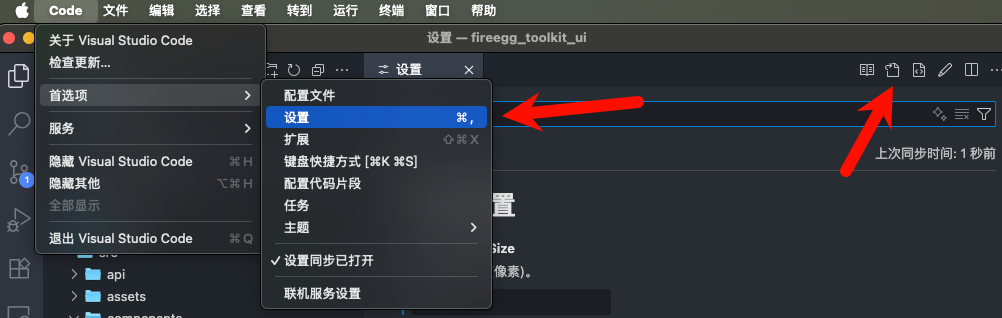 Code 文件 编辑 选择 查看 转到 运行 终端 窗口 帮助
设置 — fireegg_toolkit_ui
关于 Visual Studio Code
检查更新...
首选项
服务
隐藏 Visual Studio Code ⌘ H
隐藏其他 ⌥⌘ H
全部显示
退出 Visual Studio Code ⌘ Q
设置
配置文件
设置 ⌘ ,
扩展 ⇧⌘ X
键盘快捷方式 [⌘K ⌘S]
配置代码片段
任务
主题
✓ 设置同步已打开
联机服务设置
上次同步时间: 1 秒前
置
Size
像素)。
1
src
api
assets
components